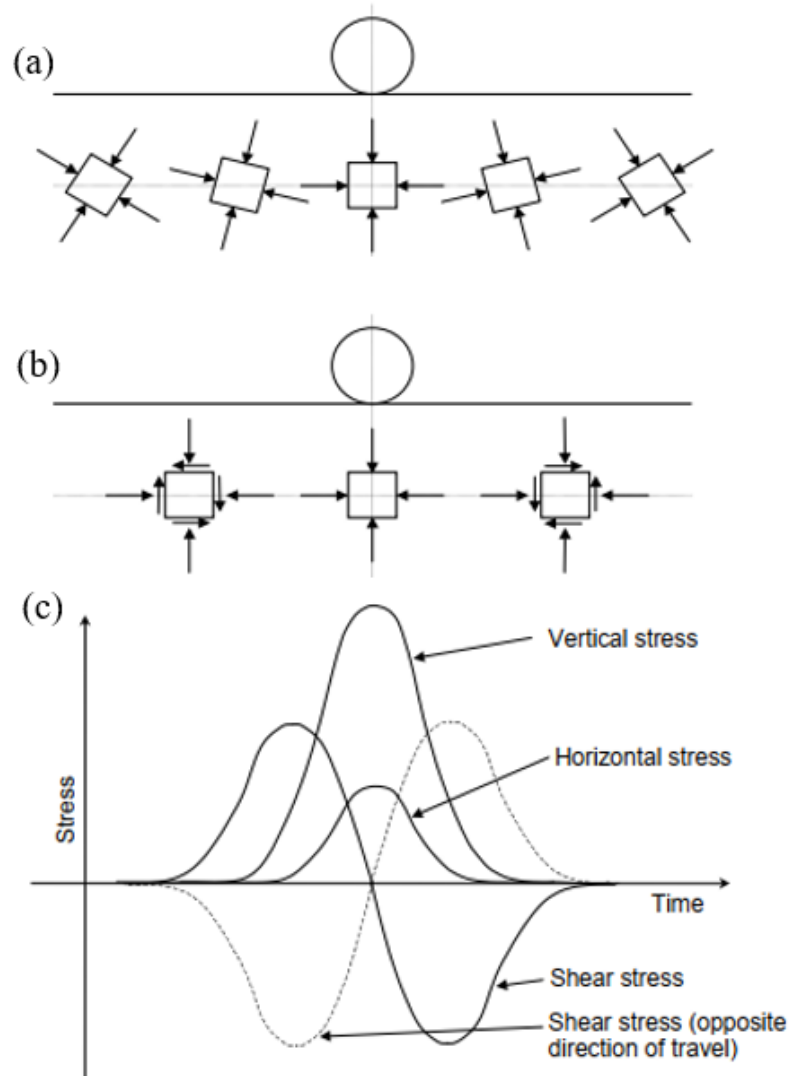 (a)
(b)
(c)
Vertical stress
Horizontal stress
Stress
Time
Shear stress
Shear stress (opposite
direction of travel)